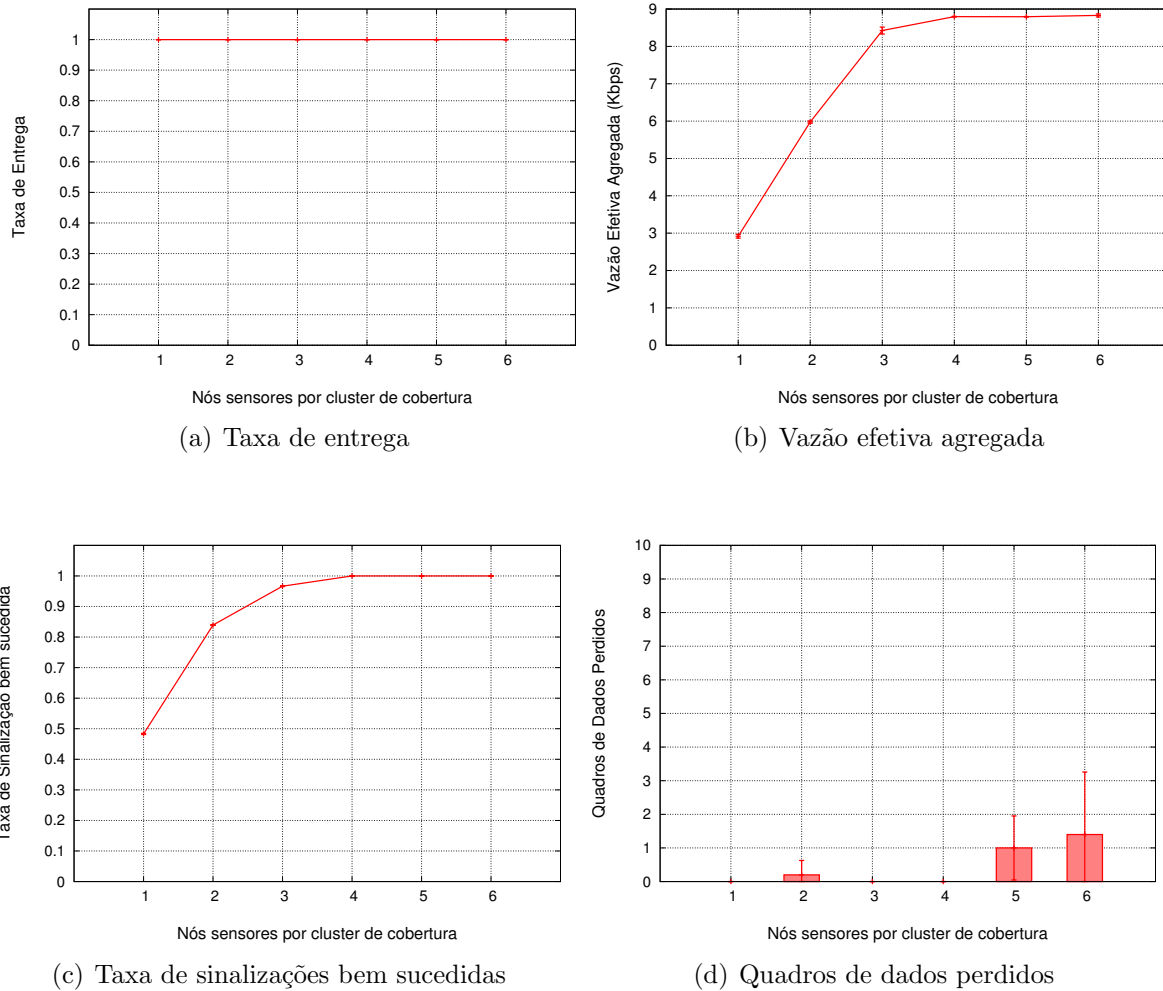 1
0.9
0.8
0.7
0.6
0.5
0.4
0.3
0.2
0.1
0
Taxa de Entrega
1 2 3 4 5 6
Nós sensores por cluster de cobertura
(a) Taxa de entrega
9
8
7
6
5
4
3
2
1
0
Vazão Efetiva Agregada (Kbps)
1 2 3 4 5 6
Nós sensores por cluster de cobertura
(b) Vazão efetiva agregada
1
0.9
0.8
0.7
0.6
0.5
0.4
0.3
0.2
0.1
0
Taxa de Sinalização bem sucedida
1 2 3 4 5 6
Nós sensores por cluster de cobertura
(c) Taxa de sinalizações bem sucedidas
10
9
8
7
6
5
4
3
2
1
0
Quadros de Dados Perdidos
1 2 3 4 5 6
Nós sensores por cluster de cobertura
(d) Quadros de dados perdidos